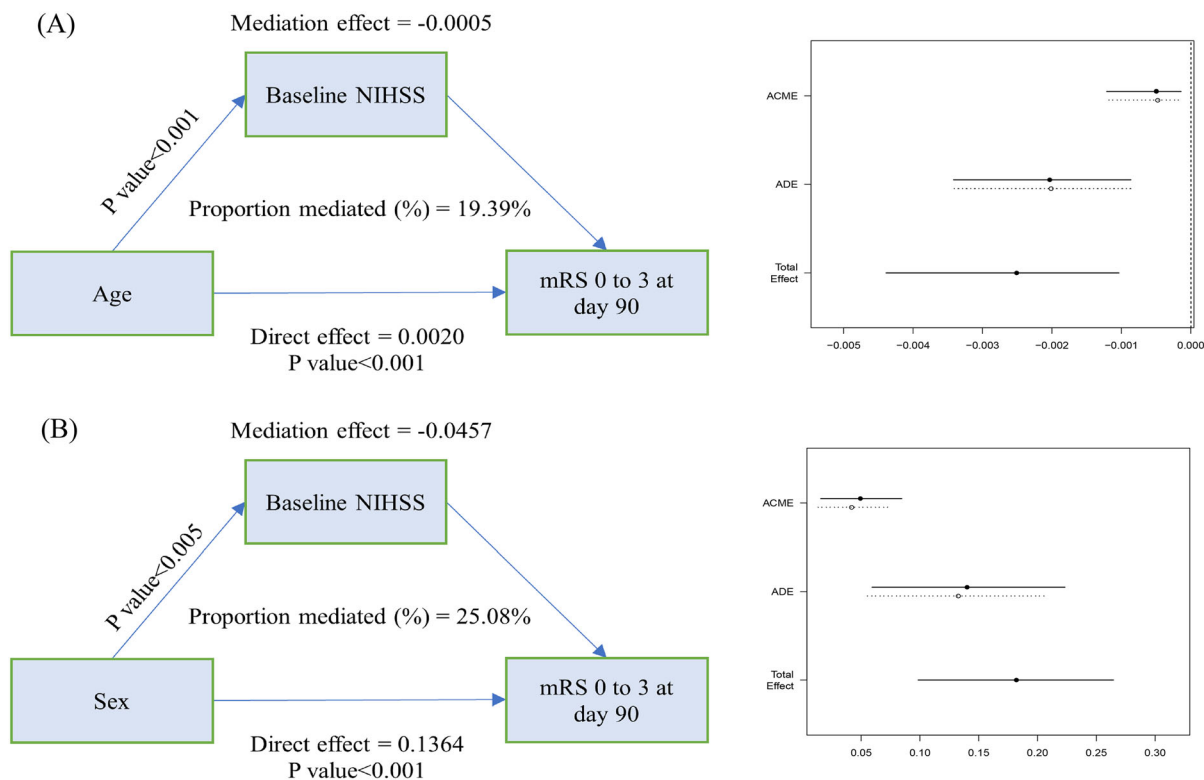 (A)
Mediation effect = -0.0005
Baseline NIHSS
P value<0.001
Proportion mediated (%) = 19.39%
Age
mRS 0 to 3 at
day 90
Direct effect = 0.0020
P value<0.001
ACME
ADE
Total
Effect
−0.005 −0.004 −0.003 −0.002 −0.001 0.000
(B)
Mediation effect = -0.0457
Baseline NIHSS
P value<0.005
Proportion mediated (%) = 25.08%
Sex
mRS 0 to 3 at
day 90
Direct effect = 0.1364
P value<0.001
ACME
ADE
Total
Effect
0.05 0.10 0.15 0.20 0.25 0.30